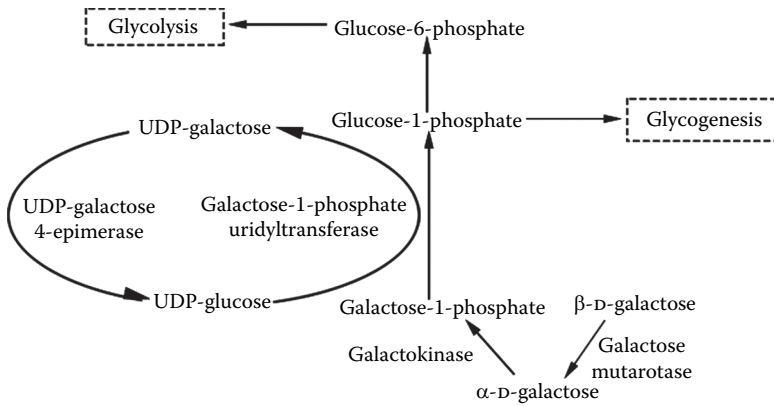 Glycolysis
Glucose-6-phosphate
UDP-galactose
Glucose-1-phosphate
Glycogenesis
UDP-galactose
4-epimerase
Galactose-1-phosphate
uridyltransferase
UDP-glucose
Galactose-1-phosphate
β-D-galactose
Galactokinase
Galactose
mutarotase
α-D-galactose